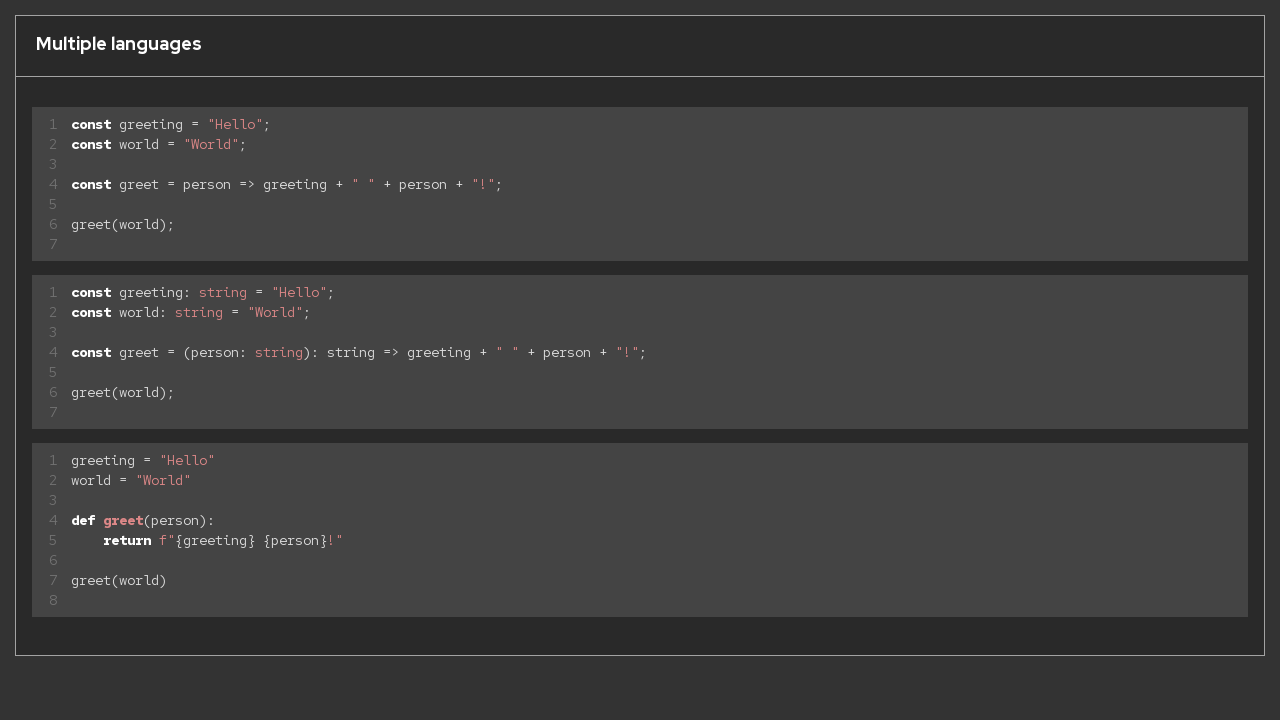 Multiple languages
1 const greeting = "Hello";
2 const world = "World";
3
4 const greet = person => greeting + " " + person + "!";
5
6 greet(world);
7
1 const greeting: string = "Hello";
2 const world: string = "World";
3
4 const greet = (person: string): string => greeting + " " + person + "!";
5
6 greet(world);
7
1 greeting = "Hello"
2 world = "World"
3
4 def greet(person):
5     return f"{greeting} {person}!"
6
7 greet(world)
8